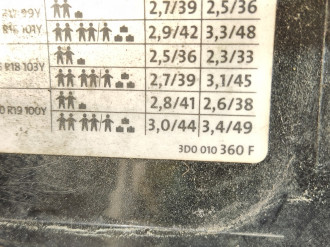 99Y 2,7/39 2,5/36
101Y 2,9/42 3,3/48
2,5/36 2,3/33
R18 103Y 2,7/39 3,1/45
2,8/41 2,6/38
R19 100Y 3,0/44 3,4/49
3D0 010 360 F